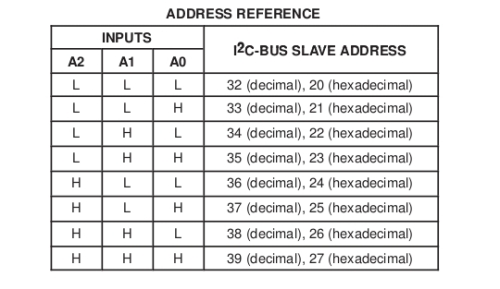 ADDRESS REFERENCE
INPUTS
I2C-BUS SLAVE ADDRESS
A2 A1 A0
L L L 32 (decimal), 20 (hexadecimal)
L L H 33 (decimal), 21 (hexadecimal)
L H L 34 (decimal), 22 (hexadecimal)
L H H 35 (decimal), 23 (hexadecimal)
H L L 36 (decimal), 24 (hexadecimal)
H L H 37 (decimal), 25 (hexadecimal)
H H L 38 (decimal), 26 (hexadecimal)
H H H 39 (decimal), 27 (hexadecimal)